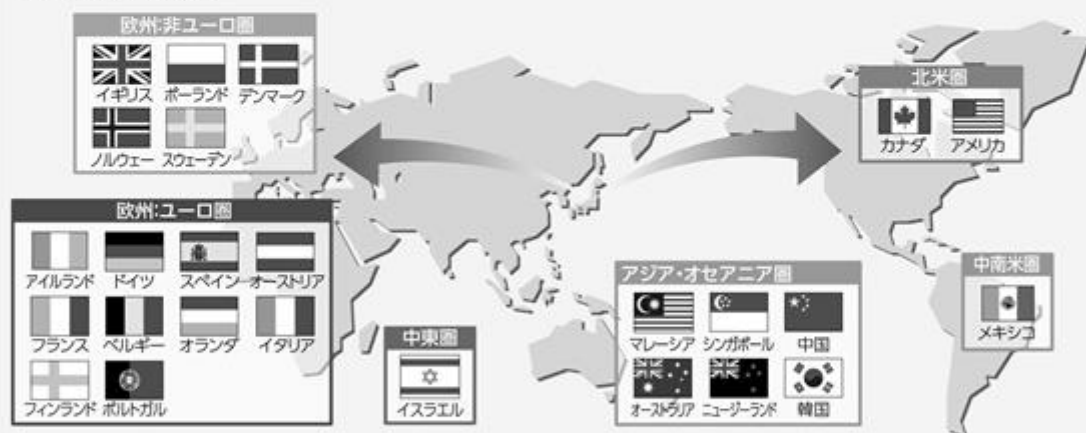 欧州:非ユーロ圏
イギリス ポーランド デンマーク
ノルウェー スウェーデン
北米圏
カナダ アメリカ
欧州:ユーロ圏
アイルランド ドイツ スペイン オーストリア
フランス ベルギー オランダ イタリア
フィンランド ポルトガル
中東圏
イスラエル
アジア・オセアニア圏
マレーシア シンガポール 中国
オーストラリア ニュージーランド 韓国
中南米圏
メキシコ